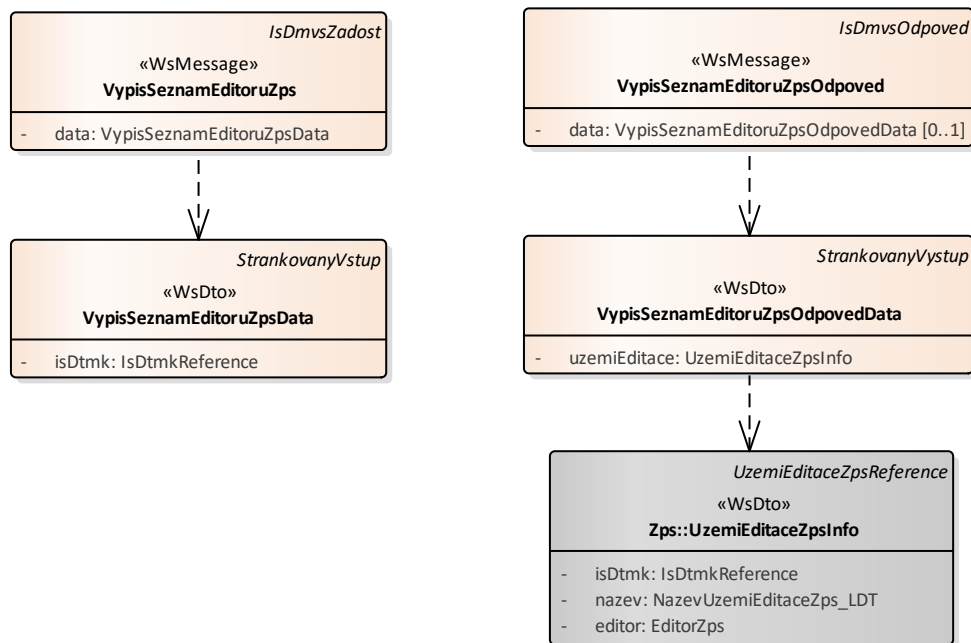 IsDmvsZadost
«WsMessage»
VypisSeznamEditoruZps
- data: VypisSeznamEditoruZpsData
IsDmvsOdpoved
«WsMessage»
VypisSeznamEditoruZpsOdpoved
- data: VypisSeznamEditoruZpsOdpovedData [0..1]
StrankovanyVstup
«WsDto»
VypisSeznamEditoruZpsData
- isDtmk: IsDtmkReference
StrankovanyVystup
«WsDto»
VypisSeznamEditoruZpsOdpovedData
- uzemiEditace: UzemiEditaceZpsInfo
UzemiEditaceZpsReference
«WsDto»
Zps::UzemiEditaceZpsInfo
- isDtmk: IsDtmkReference
- nazev: NazevUzemiEditaceZps_LDT
- editor: EditorZps